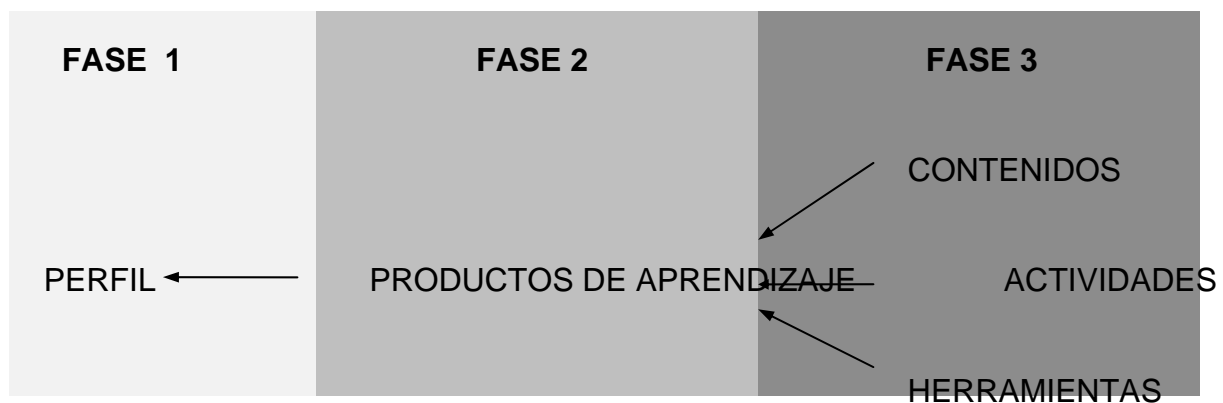 FASE 1 FASE 2 FASE 3
CONTENIDOS
PERFIL PRODUCTOS DE APRENDIZAJE ACTIVIDADES
HERRAMIENTAS